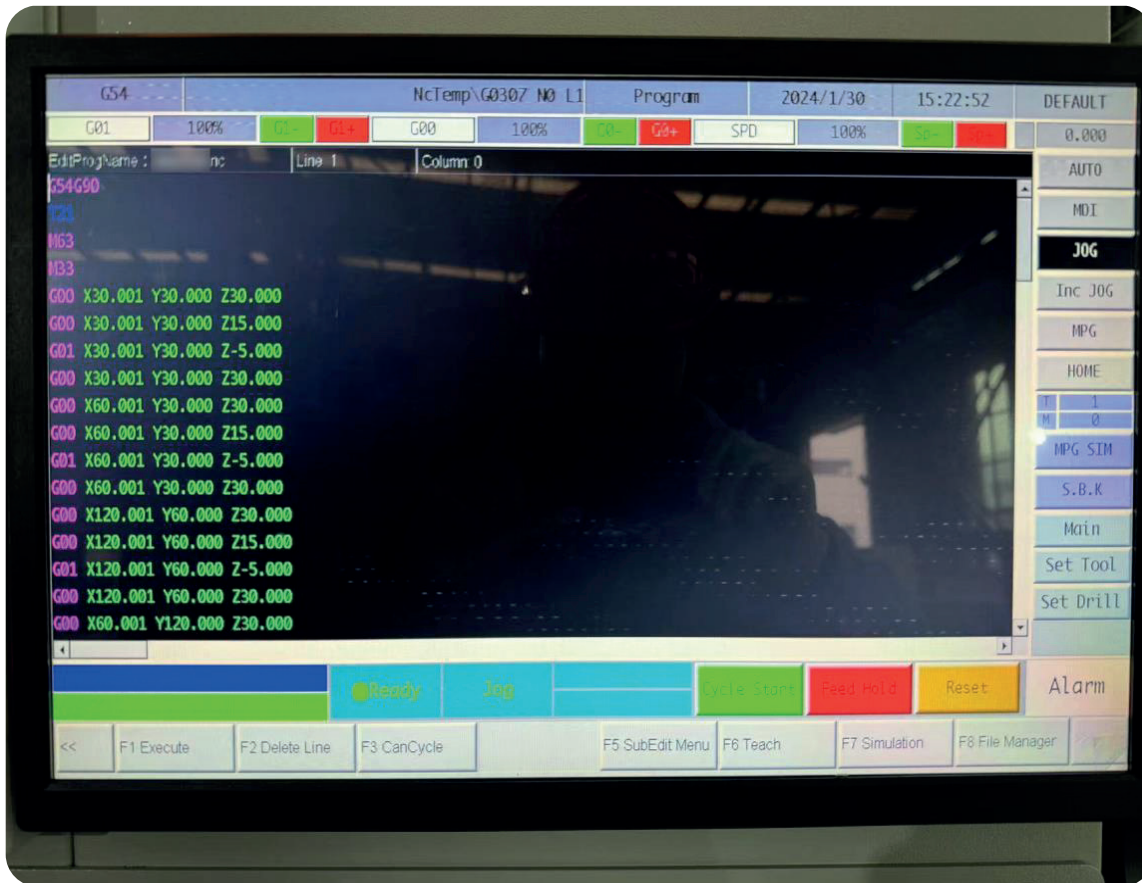 G54 NcTemp\G0307 N0 L1 Program 2024/1/30 15:22:52 DEFAULT
G01 100% G1- G1+ G00 100% G0- G0+ SPD 100% Sp- Sp+ 0.000
EditProgName : nc Line 1 Column 0
AUTO
G54G90
T21
MDI
M63
JOG
M33
G00 X30.001 Y30.000 Z30.000
Inc JOG
G00 X30.001 Y30.000 Z15.000
MPG
G01 X30.001 Y30.000 Z-5.000
HOME
G00 X30.001 Y30.000 Z30.000
T 1
G00 X60.001 Y30.000 Z30.000
M 0
G00 X60.001 Y30.000 Z15.000
MPG SIM
G01 X60.001 Y30.000 Z-5.000
G00 X60.001 Y30.000 Z30.000
S.B.K
G00 X120.001 Y60.000 Z30.000
Main
G00 X120.001 Y60.000 Z15.000
Set Tool
G01 X120.001 Y60.000 Z-5.000
G00 X120.001 Y60.000 Z30.000
Set Drill
G00 X60.001 Y120.000 Z30.000
Ready Jog Cycle Start Feed Hold Reset Alarm
<< F1 Execute F2 Delete Line F3 CanCycle F5 SubEdit Menu F6 Teach F7 Simulation F8 File Manager